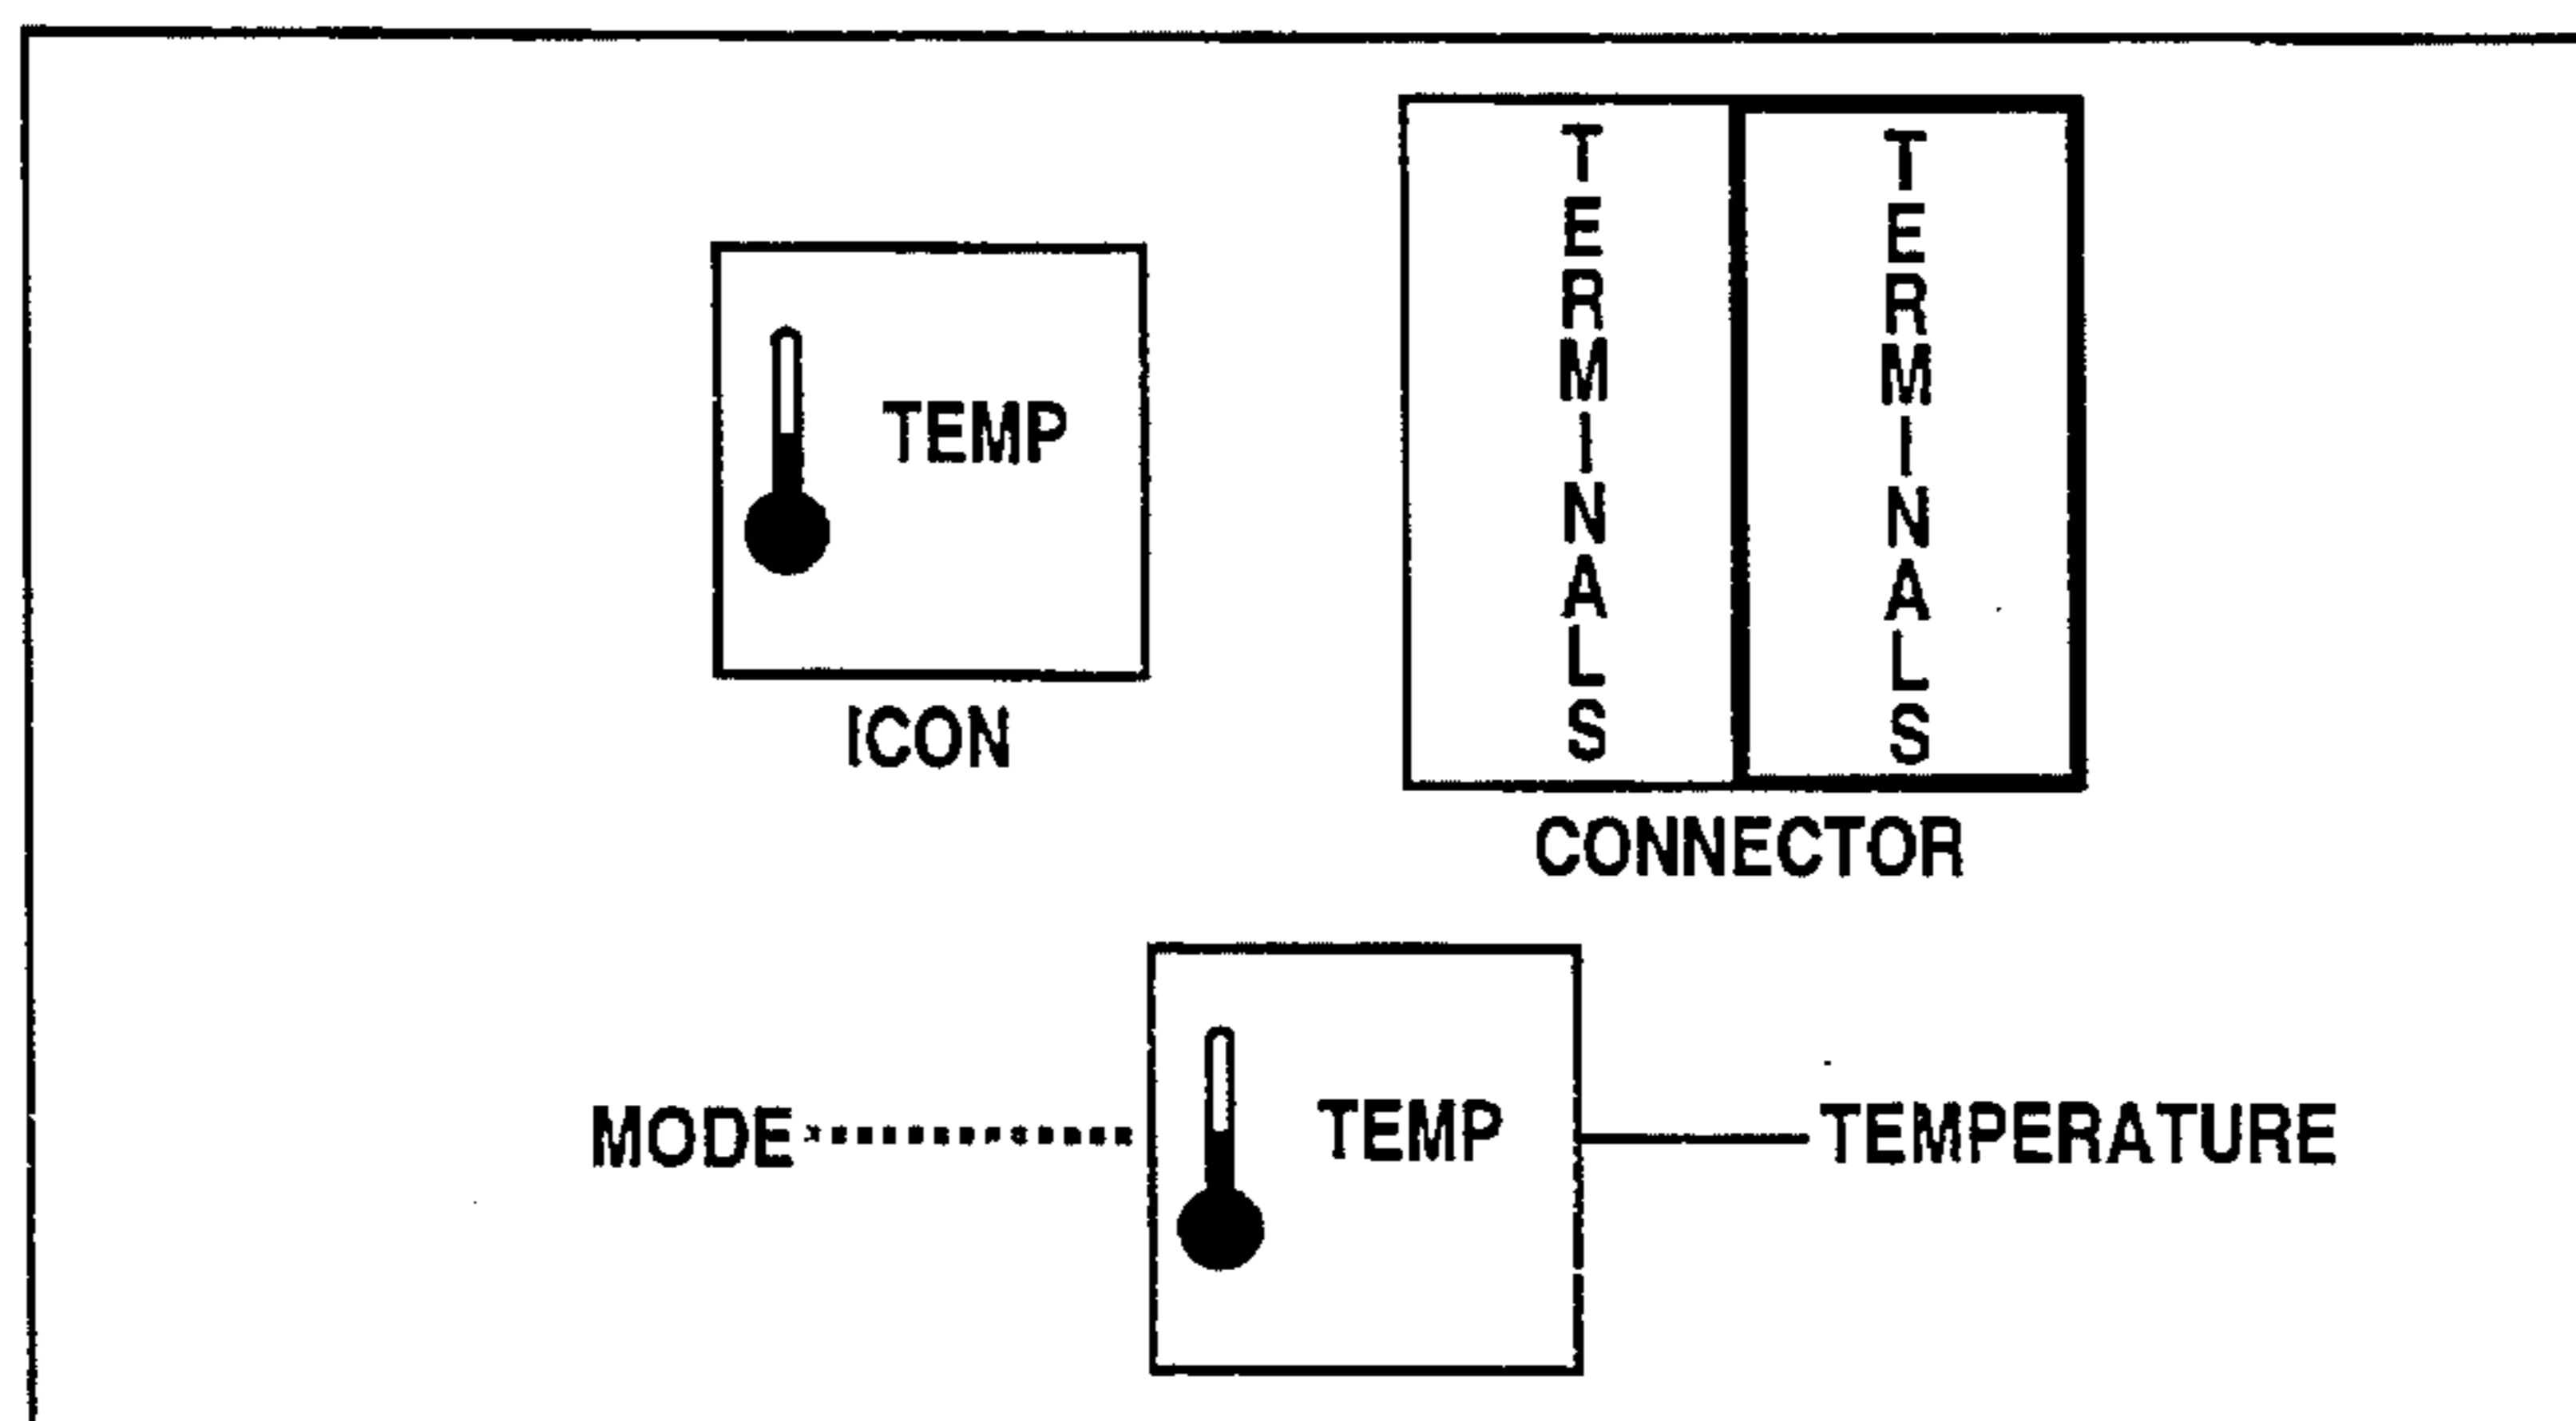 TEMP
ICON
TERMINALS
TERMINALS
CONNECTOR
MODE TEMP TEMPERATURE